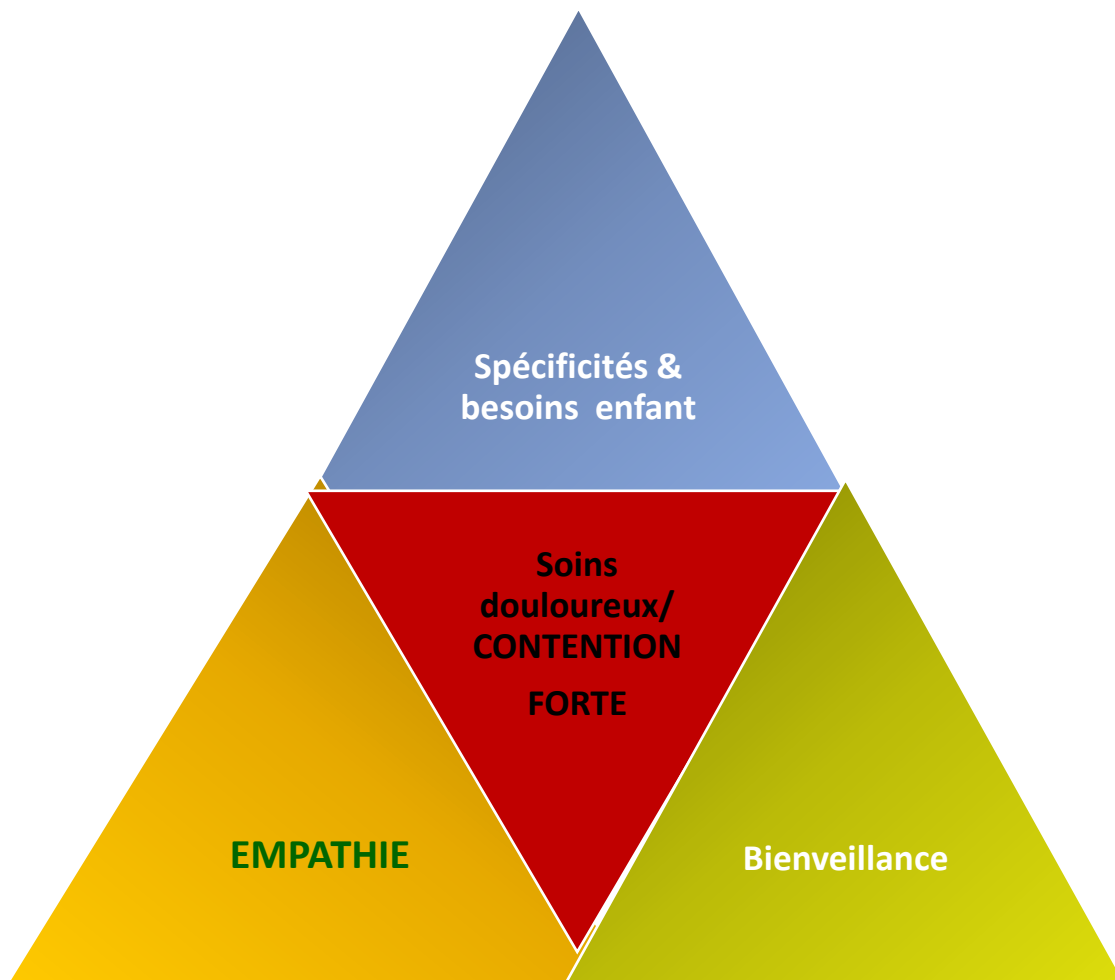 Spécificités &
besoins enfant
Soins
douloureux/
CONTENTION
FORTE
EMPATHIE
Bienveillance